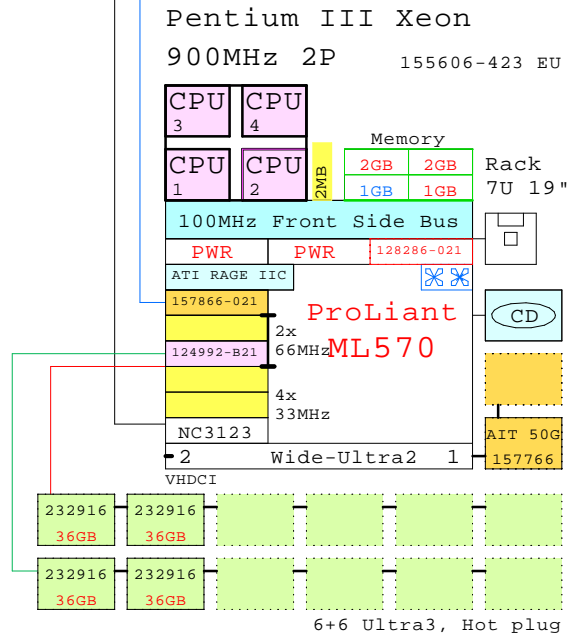 Pentium III Xeon
900MHz 2P
155606-423 EU
CPU
3
CPU
4
CPU
1
CPU
2
2MB
Memory
2GB 2GB
1GB 1GB
Rack
7U 19"
100MHz Front Side Bus
PWR PWR 128286-021
ATI RAGE IIC
157866-021
ProLiant
ML570
CD
2x
66MHz
124992-B21
4x
33MHz
NC3123
AIT 50G
157766
2 Wide-Ultra2 1
VHDCI
232916 232916
36GB 36GB
232916 232916
36GB 36GB
6+6 Ultra3, Hot plug